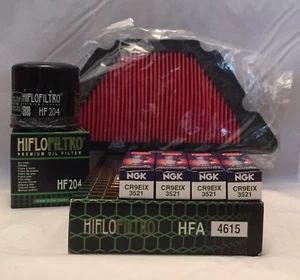 HIFLOFILTRO
HF 204
HIFLOFILTRO
PREMIUM OIL FILTER
HF 204
NGK
CR9EIX
3521
NGK
CR9EIX
3521
NGK
CR9EIX
3521
NGK
CR9EIX
3521
HIFLOFILTRO HFA 4615